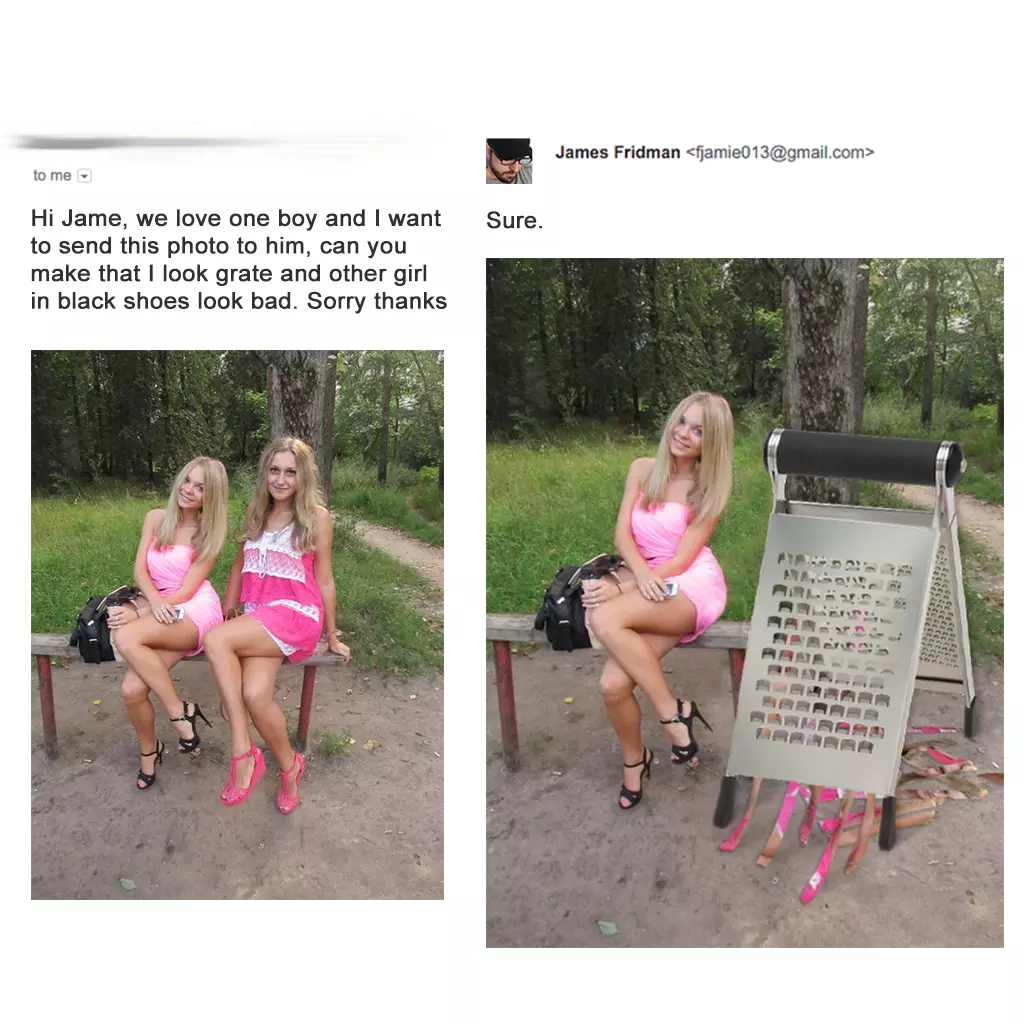 to me
Hi Jame, we love one boy and I want
to send this photo to him, can you
make that I look grate and other girl
in black shoes look bad. Sorry thanks
James Fridman <fjamie013@gmail.com>
Sure.